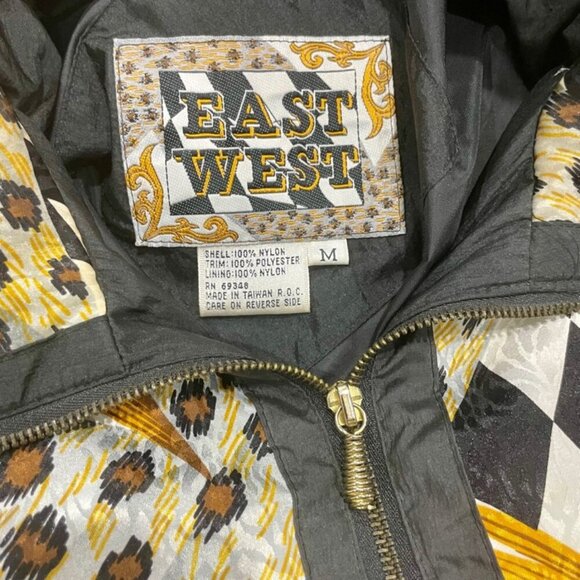 EAST
WEST
SHELL:100% NYLON
TRIM:100% POLYESTER
LINING:100% NYLON
RN 69348
MADE IN TAIWAN R.O.C.
CARE ON REVERSE SIDE
M